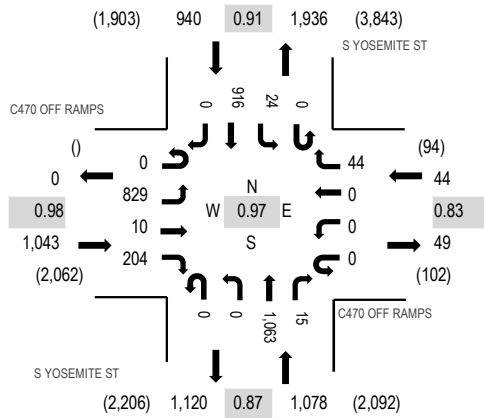 (1,903) 940 0.91 1,936 (3,843)
S YOSEMITE ST
C470 OFF RAMPS
0 916 24 0
() 0 44 (94)
0 829 N 0 44
0.98 10 W 0.97 E 0 0.83
1,043 204 S 0 49
(2,062) (102)
0 0 1,063 15
C470 OFF RAMPS
S YOSEMITE ST
(2,206) 1,120 0.87 1,078 (2,092)